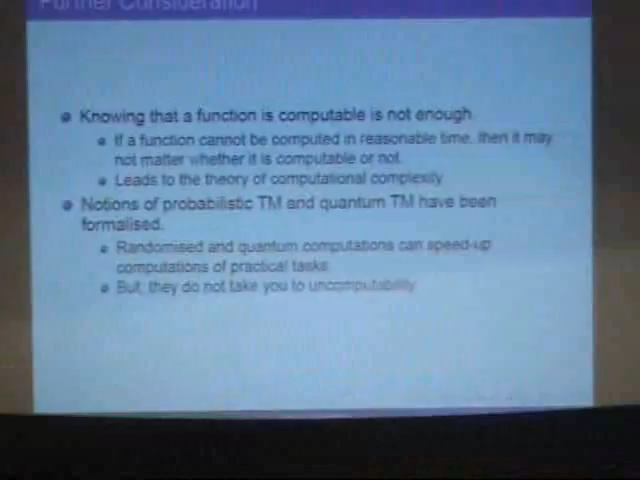 Further Consideration
Knowing that a function is computable is not enough.
If a function cannot be computed in reasonable time, then it may
not matter whether it is computable or not.
Leads to the theory of computational complexity
Notions of probabilistic TM and quantum TM have been
formalised.
Randomised and quantum computations can speed-up
computations of practical tasks.
But, they do not take you to uncomputability.